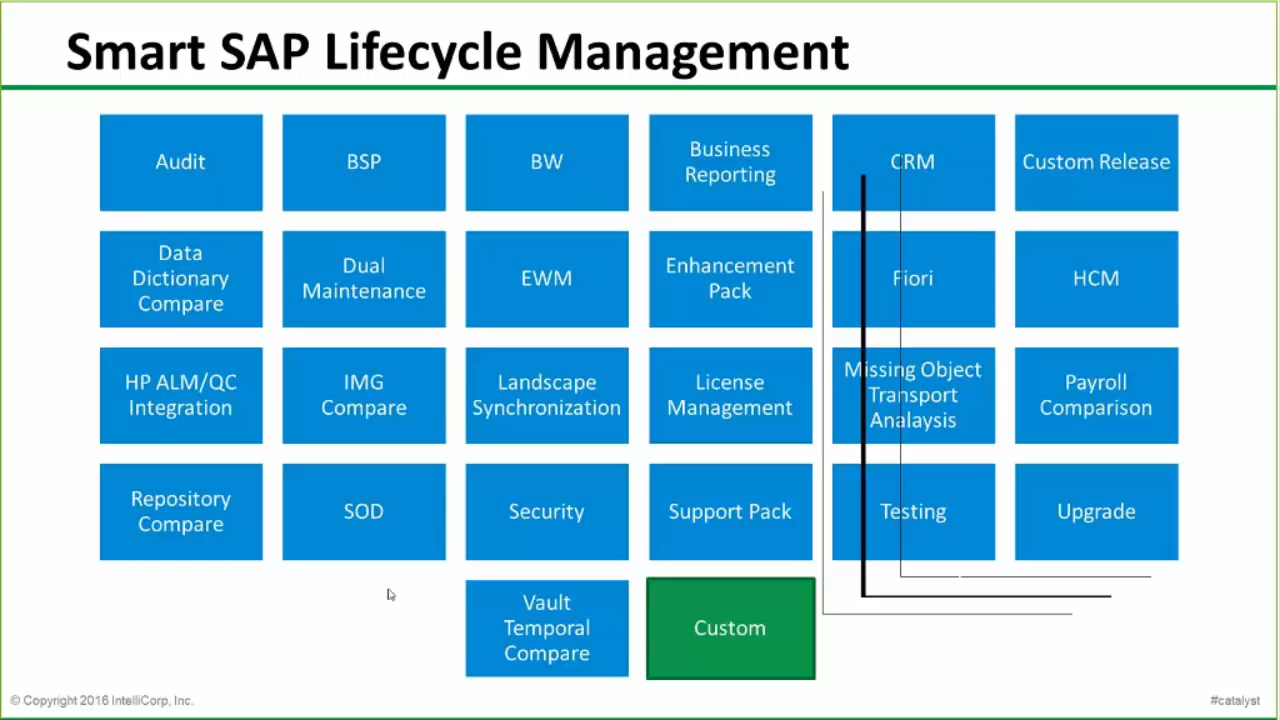 Smart SAP Lifecycle Management
Audit
BSP
BW
Business
Reporting
CRM
Custom Release
Data
Dictionary
Compare
Dual
Maintenance
EWM
Enhancement
Pack
Fiori
HCM
HP ALM/QC
Integration
IMG
Compare
Landscape
Synchronization
License
Management
Missing Object
Transport
Analaysis
Payroll
Comparison
Repository
Compare
SOD
Security
Support Pack
Testing
Upgrade
Vault
Temporal
Compare
Custom
© Copyright 2016 IntelliCorp, Inc.
#catalyst